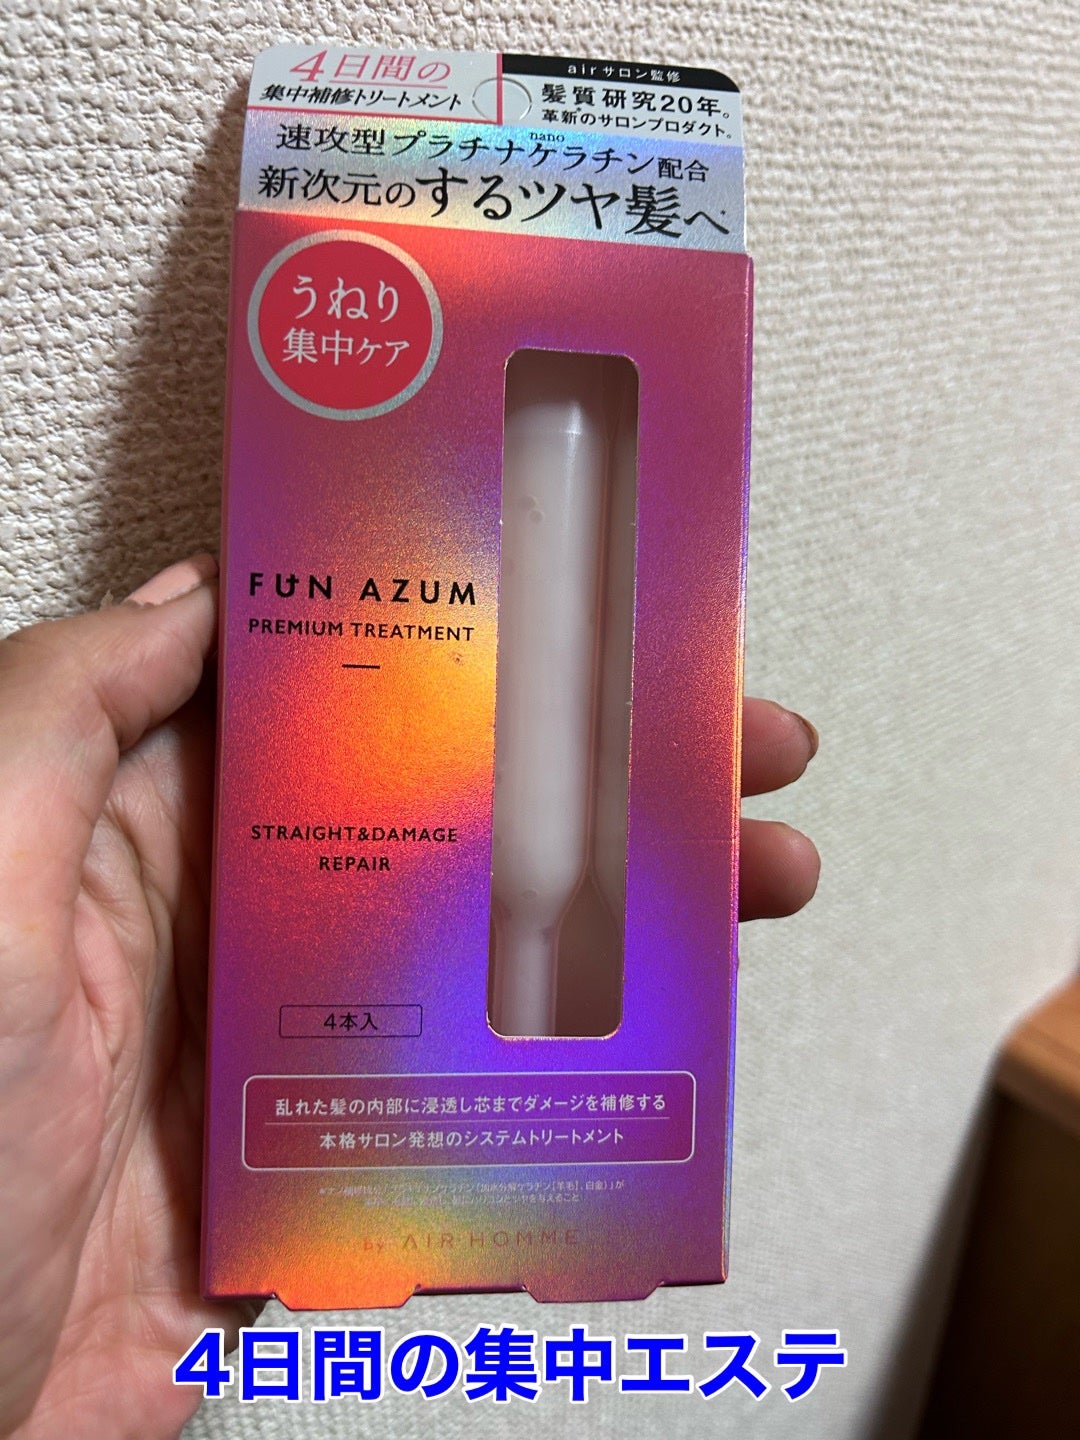 4日間の
集中補修トリートメント
airサロン監修
髪質研究20年。
革新のサロンプロダクト。
nano
速攻型プラチナケラチン配合
新次元のするツヤ髪へ
うねり
集中ケア
FUN AZUM
PREMIUM TREATMENT
STRAIGHT&DAMAGE
REPAIR
4本入
乱れた髪の内部に浸透し芯までダメージを補修する
本格サロン発想のシステムトリートメント
by AIR HOMME
4日間の集中エステ